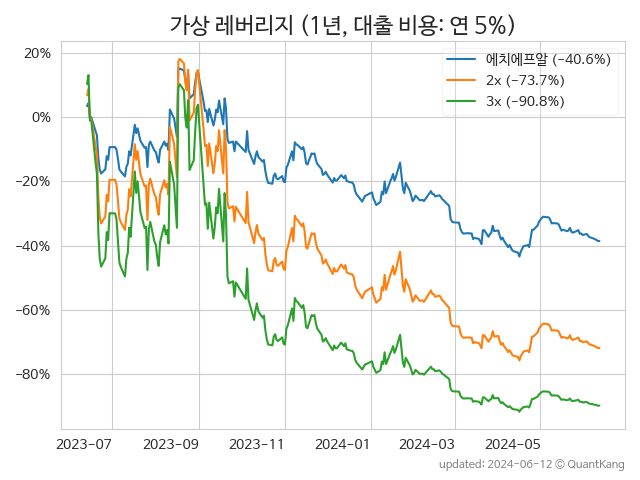 가상 레버리지 (1년, 대출 비용: 연 5%)
에치에프알 (−40.6%)
2x (−73.7%)
3x (−90.8%)
20%
0%
−20%
−40%
−60%
−80%
2023-07 2023-09 2023-11 2024-01 2024-03 2024-05
updated: 2024-06-12 © QuantKang